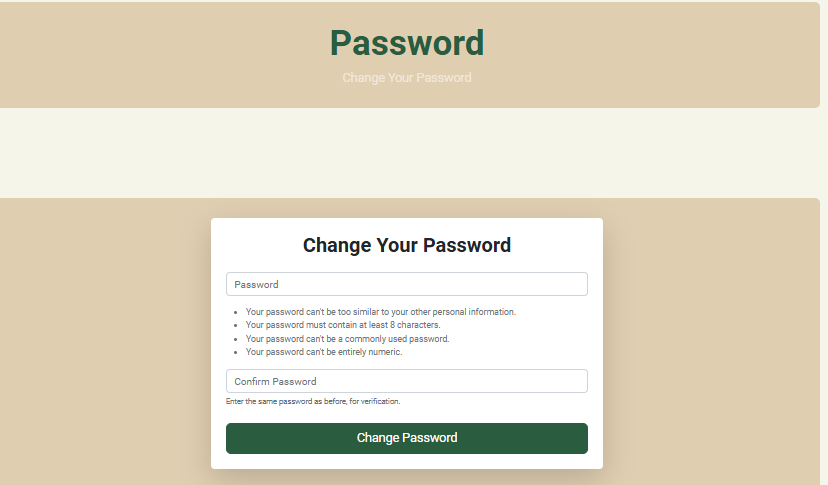 Password
Change Your Password
Change Your Password
Password
Your password can't be too similar to your other personal information.
Your password must contain at least 8 characters.
Your password can't be a commonly used password.
Your password can't be entirely numeric.
Confirm Password
Enter the same password as before, for verification.
Change Password